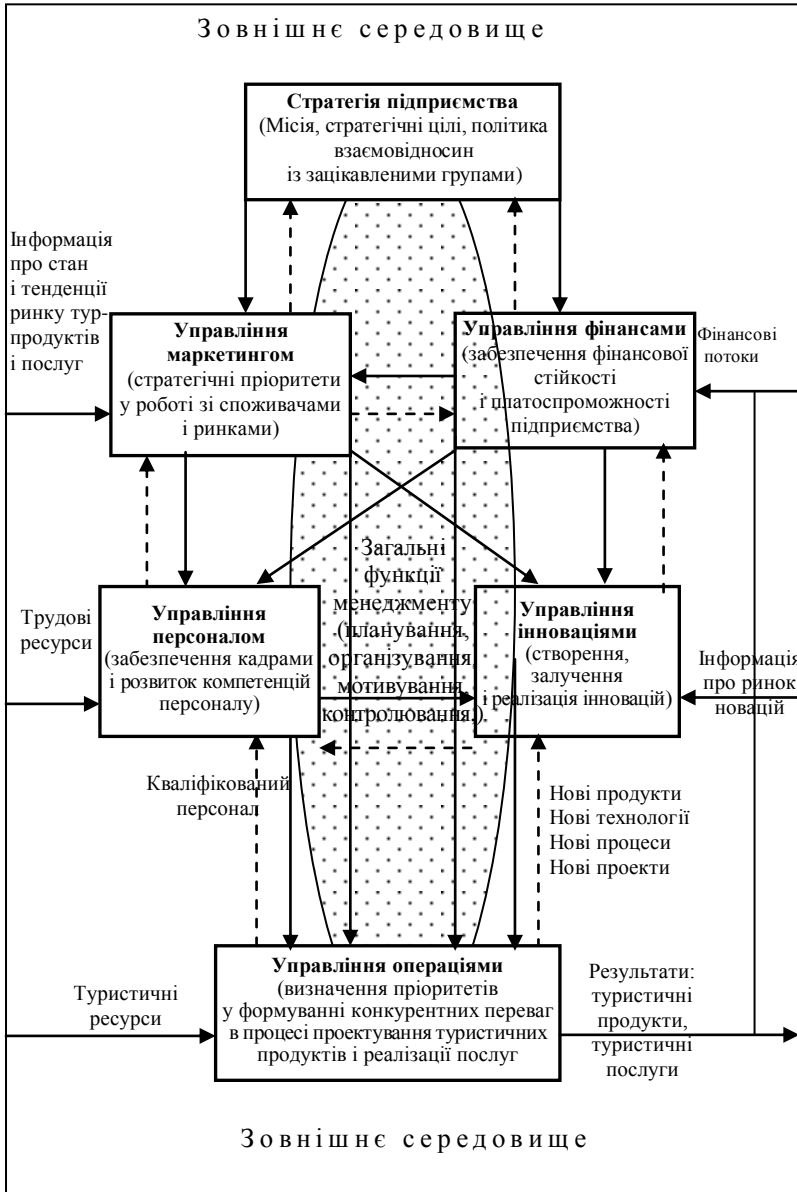 Зовнішнє середовище
Стратегія підприємства
(Місія, стратегічні цілі, політика
взаємовідносин
із зацікавленими групами)
Інформація
про стан
і тенденції
ринку тур-
продуктів
і послуг
Управління
маркетингом
(стратегічні пріоритети
у роботі зі споживачами
і ринками)
Управління фінансами
(забезпечення фінансової
стійкості
і платоспроможності
підприємства)
Фінансові
потоки
Загальні
функції
менеджменту
(планування,
організування,
мотивування,
контролювання,)
Трудові
ресурси
Управління
персоналом
(забезпечення кадрами
і розвиток компетенцій
персоналу)
Управління
інноваціями
(створення,
залучення
і реалізація інновацій)
Інформація
про ринок
новацій
Кваліфікований
персонал
Нові продукти
Нові технології
Нові процеси
Нові проекти
Туристичні
ресурси
Управління операціями
(визначення пріоритетів
у формуванні конкурентних переваг
в процесі проектування туристичних
продуктів і реалізації послуг
Результати:
туристичні
продукти,
туристичні
послуги
Зовнішнє середовище